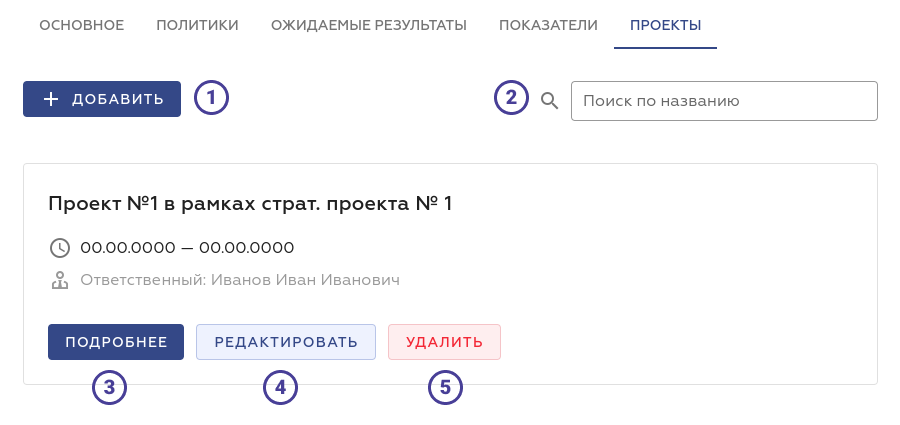 ОСНОВНОЕ ПОЛИТИКИ ОЖИДАЕМЫЕ РЕЗУЛЬТАТЫ ПОКАЗАТЕЛИ ПРОЕКТЫ
+ ДОБАВИТЬ 1 2 Поиск по названию
Проект №1 в рамках страт. проекта № 1
00.00.0000 — 00.00.0000
Ответственный: Иванов Иван Иванович
ПОДРОБНЕЕ РЕДАКТИРОВАТЬ УДАЛИТЬ
3 4 5